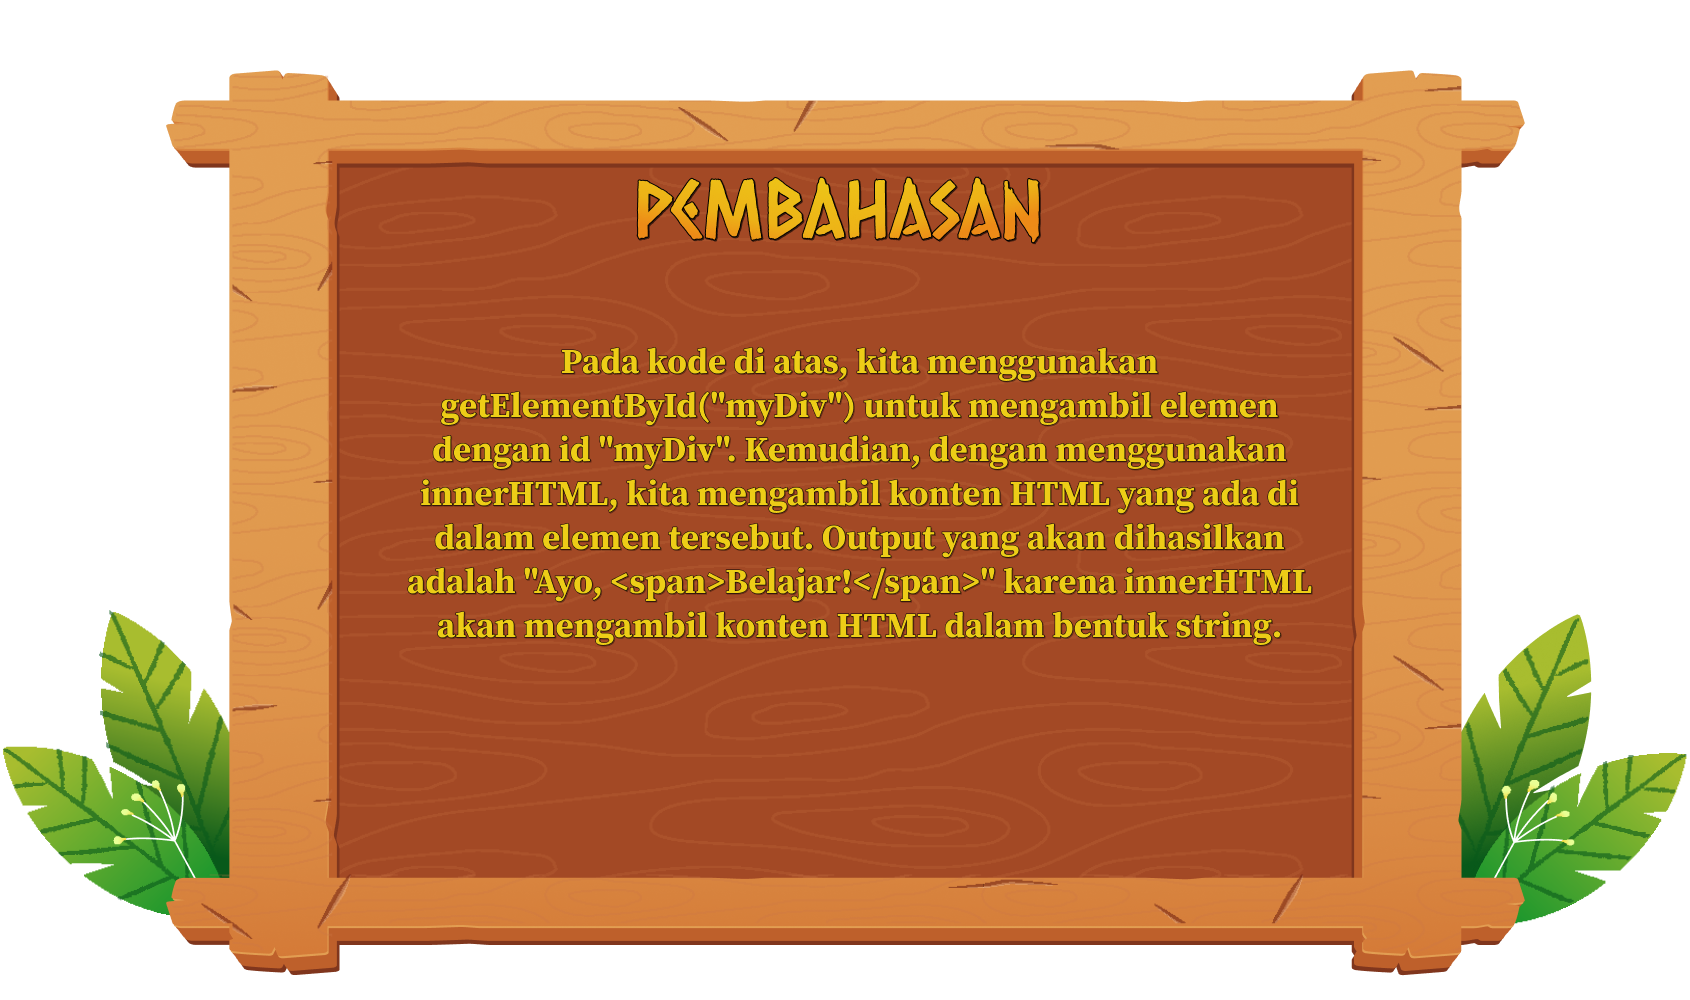 PEMBAHASAN
Pada kode di atas, kita menggunakan
getElementById("myDiv") untuk mengambil elemen
dengan id "myDiv". Kemudian, dengan menggunakan
innerHTML, kita mengambil konten HTML yang ada di
dalam elemen tersebut. Output yang akan dihasilkan
adalah "Ayo, <span>Belajar!</span>" karena innerHTML
akan mengambil konten HTML dalam bentuk string.